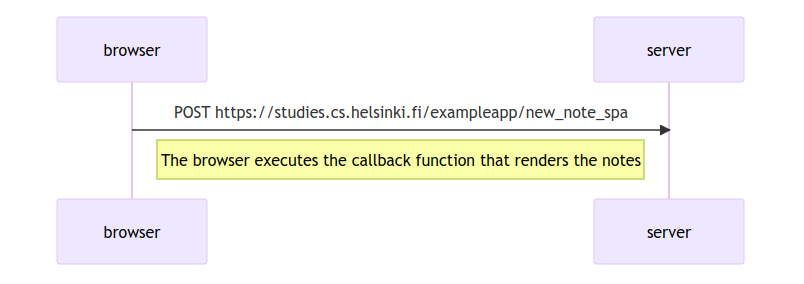 browser
server
POST https://studies.cs.helsinki.fi/exampleapp/new_note_spa
The browser executes the callback function that renders the notes
browser
server